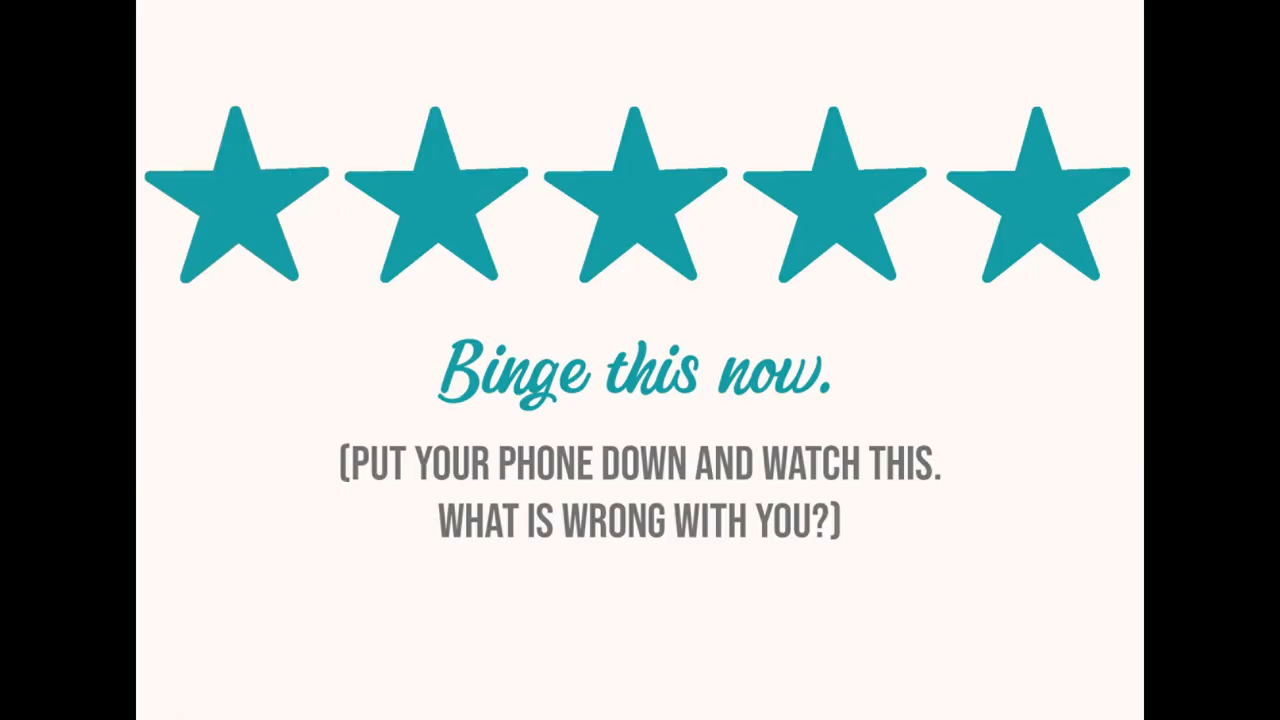 Binge this now.
(PUT YOUR PHONE DOWN AND WATCH THIS.
WHAT IS WRONG WITH YOU?)